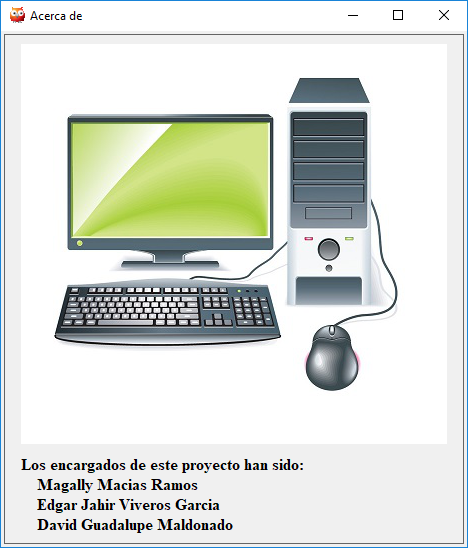 Acerca de
Los encargados de este proyecto han sido:
Magally Macias Ramos
Edgar Jahir Viveros Garcia
David Guadalupe Maldonado